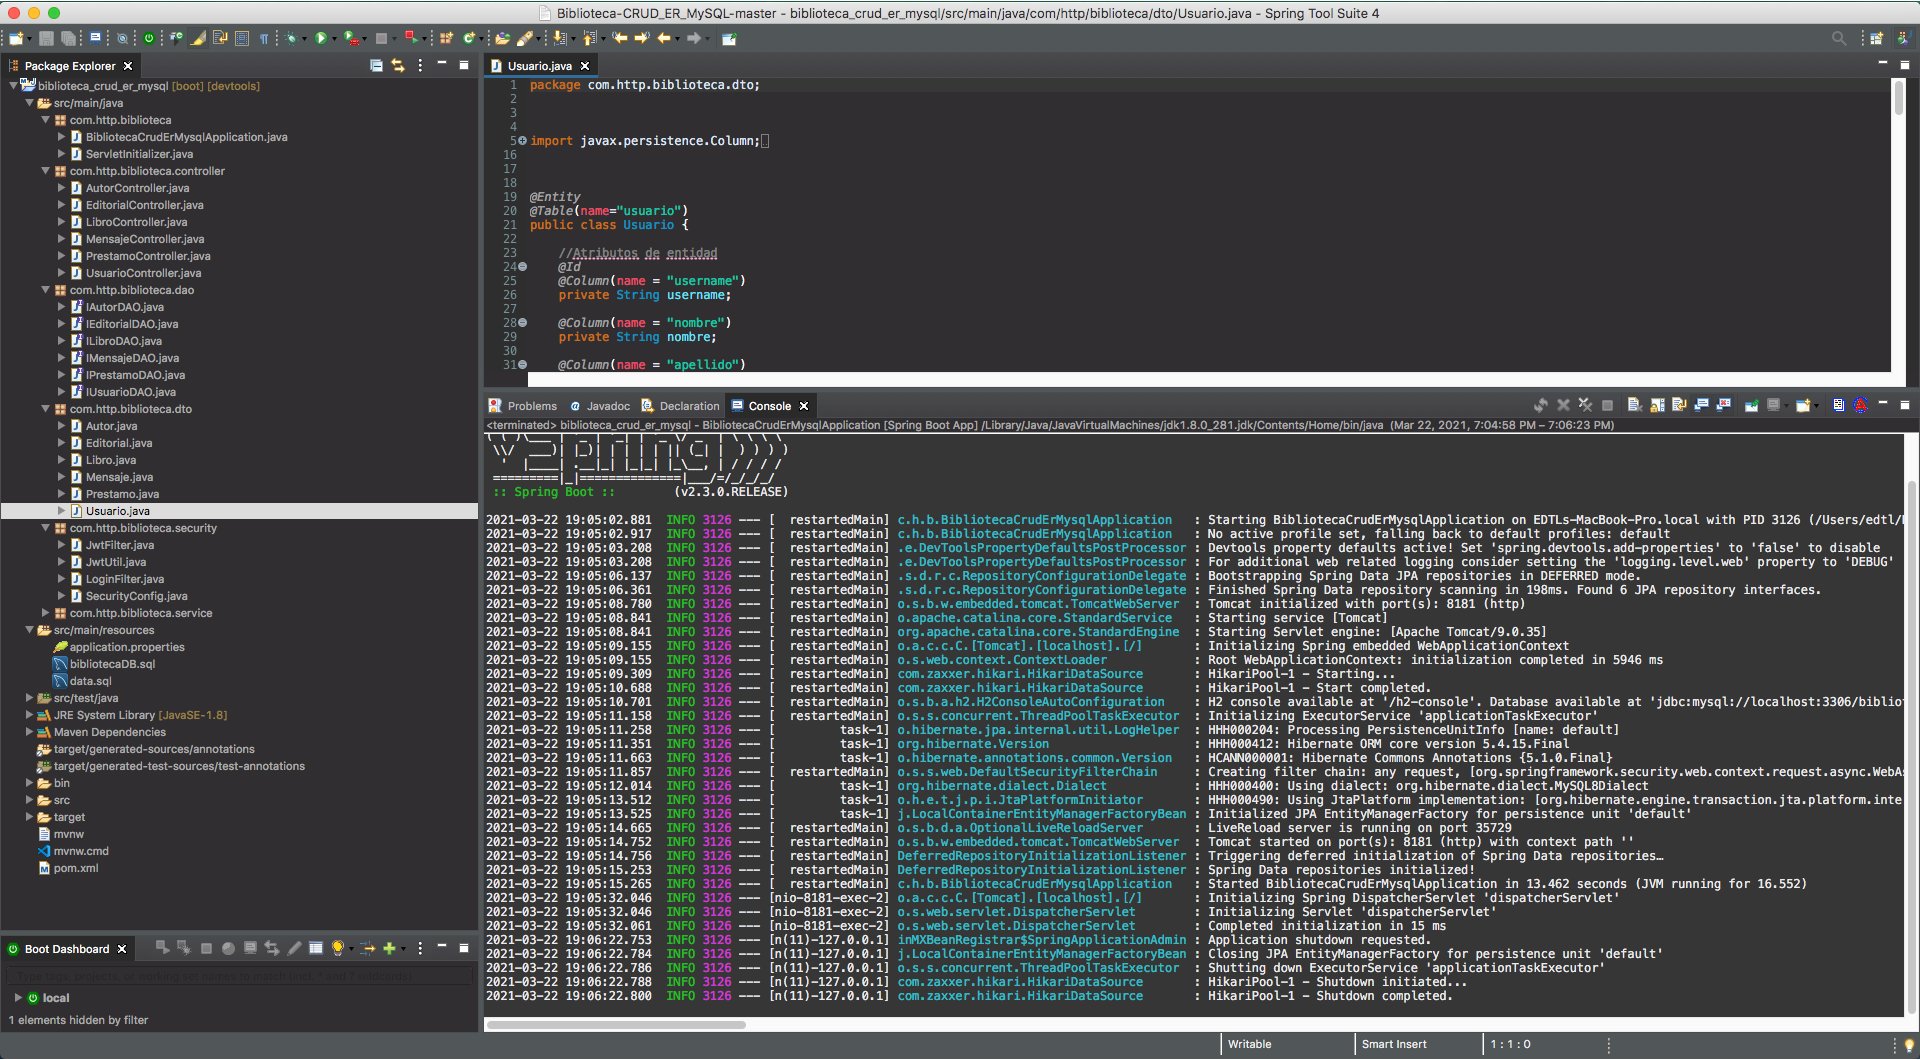 Biblioteca-CRUD_ER_MySQL-master - biblioteca_crud_er_mysql/src/main/java/com/http/biblioteca/dto/Usuario.java - Spring Tool Suite 4
Package Explorer
biblioteca_crud_er_mysql [boot] [devtools]
src/main/java
com.http.biblioteca
BibliotecaCrudErMysqlApplication.java
ServletInitializer.java
com.http.biblioteca.controller
AutorController.java
EditorialController.java
LibroController.java
MensajeController.java
PrestamoController.java
UsuarioController.java
com.http.biblioteca.dao
IAutorDAO.java
IEditorialDAO.java
ILibroDAO.java
IMensajeDAO.java
IPrestamoDAO.java
IUsuarioDAO.java
com.http.biblioteca.dto
Autor.java
Editorial.java
Libro.java
Mensaje.java
Prestamo.java
Usuario.java
com.http.biblioteca.security
JwtFilter.java
JwtUtil.java
LoginFilter.java
SecurityConfig.java
com.http.biblioteca.service
src/main/resources
application.properties
bibliotecaDB.sql
data.sql
src/test/java
JRE System Library [JavaSE-1.8]
Maven Dependencies
target/generated-sources/annotations
target/generated-test-sources/test-annotations
bin
src
target
mvnw
mvnw.cmd
pom.xml
Boot Dashboard
local
1 elements hidden by filter
Usuario.java
1 package com.http.biblioteca.dto;
2
3
4
5 import javax.persistence.Column;
16
17
18
19 @Entity
20 @Table(name="usuario")
21 public class Usuario {
22
23 //Atributos de entidad
24 @Id
25 @Column(name = "username")
26 private String username;
27
28 @Column(name = "nombre")
29 private String nombre;
30
31 @Column(name = "apellido")
Problems @ Javadoc Declaration Console
<terminated> biblioteca_crud_er_mysql - BibliotecaCrudErMysqlApplication [Spring Boot App] /Library/Java/JavaVirtualMachines/jdk1.8.0_281.jdk/Contents/Home/bin/java (Mar 22, 2021, 7:04:58 PM – 7:06:23 PM)
:: Spring Boot :: (v2.3.0.RELEASE)
2021-03-22 19:05:02.881 INFO 3126 --- [ restartedMain] c.h.b.BibliotecaCrudErMysqlApplication : Starting BibliotecaCrudErMysqlApplication on EDTLs-MacBook-Pro.local with PID 3126 (/Users/edtl/
2021-03-22 19:05:02.917 INFO 3126 --- [ restartedMain] c.h.b.BibliotecaCrudErMysqlApplication : No active profile set, falling back to default profiles: default
2021-03-22 19:05:03.208 INFO 3126 --- [ restartedMain] .e.DevToolsPropertyDefaultsPostProcessor : Devtools property defaults active! Set 'spring.devtools.add-properties' to 'false' to disable
2021-03-22 19:05:03.208 INFO 3126 --- [ restartedMain] .e.DevToolsPropertyDefaultsPostProcessor : For additional web related logging consider setting the 'logging.level.web' property to 'DEBUG'
2021-03-22 19:05:06.137 INFO 3126 --- [ restartedMain] .s.d.r.c.RepositoryConfigurationDelegate : Bootstrapping Spring Data JPA repositories in DEFERRED mode.
2021-03-22 19:05:06.361 INFO 3126 --- [ restartedMain] .s.d.r.c.RepositoryConfigurationDelegate : Finished Spring Data repository scanning in 198ms. Found 6 JPA repository interfaces.
2021-03-22 19:05:08.780 INFO 3126 --- [ restartedMain] o.s.b.w.embedded.tomcat.TomcatWebServer : Tomcat initialized with port(s): 8181 (http)
2021-03-22 19:05:08.841 INFO 3126 --- [ restartedMain] o.apache.catalina.core.StandardService : Starting service [Tomcat]
2021-03-22 19:05:08.841 INFO 3126 --- [ restartedMain] org.apache.catalina.core.StandardEngine : Starting Servlet engine: [Apache Tomcat/9.0.35]
2021-03-22 19:05:09.155 INFO 3126 --- [ restartedMain] o.a.c.c.C.[Tomcat].[localhost].[/] : Initializing Spring embedded WebApplicationContext
2021-03-22 19:05:09.155 INFO 3126 --- [ restartedMain] o.s.web.context.ContextLoader : Root WebApplicationContext: initialization completed in 5946 ms
2021-03-22 19:05:09.309 INFO 3126 --- [ restartedMain] com.zaxxer.hikari.HikariDataSource : HikariPool-1 - Starting...
2021-03-22 19:05:10.688 INFO 3126 --- [ restartedMain] com.zaxxer.hikari.HikariDataSource : HikariPool-1 - Start completed.
2021-03-22 19:05:10.701 INFO 3126 --- [ restartedMain] o.s.b.a.h2.H2ConsoleAutoConfiguration : H2 console available at '/h2-console'. Database available at 'jdbc:mysql://localhost:3306/biblio
2021-03-22 19:05:11.158 INFO 3126 --- [ restartedMain] o.s.s.concurrent.ThreadPoolTaskExecutor : Initializing ExecutorService 'applicationTaskExecutor'
2021-03-22 19:05:11.258 INFO 3126 --- [ task-1] o.hibernate.jpa.internal.util.LogHelper : HHH000204: Processing PersistenceUnitInfo [name: default]
2021-03-22 19:05:11.351 INFO 3126 --- [ task-1] org.hibernate.Version : HHH000412: Hibernate ORM core version 5.4.15.Final
2021-03-22 19:05:11.663 INFO 3126 --- [ task-1] o.hibernate.annotations.common.Version : HCANN000001: Hibernate Commons Annotations {5.1.0.Final}
2021-03-22 19:05:11.857 INFO 3126 --- [ restartedMain] o.s.s.web.DefaultSecurityFilterChain : Creating filter chain: any request, [org.springframework.security.web.context.request.async.WebAs
2021-03-22 19:05:12.014 INFO 3126 --- [ task-1] org.hibernate.dialect.Dialect : HHH000400: Using dialect: org.hibernate.dialect.MySQL8Dialect
2021-03-22 19:05:13.512 INFO 3126 --- [ task-1] o.h.e.t.j.p.i.JtaPlatformInitiator : HHH000490: Using JtaPlatform implementation: [org.hibernate.engine.transaction.jta.platform.inte
2021-03-22 19:05:13.525 INFO 3126 --- [ task-1] j.LocalContainerEntityManagerFactoryBean : Initialized JPA EntityManagerFactory for persistence unit 'default'
2021-03-22 19:05:14.665 INFO 3126 --- [ restartedMain] o.s.b.d.a.OptionalLiveReloadServer : LiveReload server is running on port 35729
2021-03-22 19:05:14.752 INFO 3126 --- [ restartedMain] o.s.b.w.embedded.tomcat.TomcatWebServer : Tomcat started on port(s): 8181 (http) with context path ''
2021-03-22 19:05:14.756 INFO 3126 --- [ restartedMain] DeferredRepositoryInitializationListener : Triggering deferred initialization of Spring Data repositories…
2021-03-22 19:05:15.253 INFO 3126 --- [ restartedMain] DeferredRepositoryInitializationListener : Spring Data repositories initialized!
2021-03-22 19:05:15.265 INFO 3126 --- [ restartedMain] c.h.b.BibliotecaCrudErMysqlApplication : Started BibliotecaCrudErMysqlApplication in 13.462 seconds (JVM running for 16.552)
2021-03-22 19:05:32.046 INFO 3126 --- [nio-8181-exec-2] o.a.c.c.C.[Tomcat].[localhost].[/] : Initializing Spring DispatcherServlet 'dispatcherServlet'
2021-03-22 19:05:32.046 INFO 3126 --- [nio-8181-exec-2] o.s.web.servlet.DispatcherServlet : Initializing Servlet 'dispatcherServlet'
2021-03-22 19:05:32.061 INFO 3126 --- [nio-8181-exec-2] o.s.web.servlet.DispatcherServlet : Completed initialization in 15 ms
2021-03-22 19:06:22.753 INFO 3126 --- [n(11)-127.0.0.1] inMXBeanRegistrar$SpringApplicationAdmin : Application shutdown requested.
2021-03-22 19:06:22.784 INFO 3126 --- [n(11)-127.0.0.1] j.LocalContainerEntityManagerFactoryBean : Closing JPA EntityManagerFactory for persistence unit 'default'
2021-03-22 19:06:22.786 INFO 3126 --- [n(11)-127.0.0.1] o.s.s.concurrent.ThreadPoolTaskExecutor : Shutting down ExecutorService 'applicationTaskExecutor'
2021-03-22 19:06:22.788 INFO 3126 --- [n(11)-127.0.0.1] com.zaxxer.hikari.HikariDataSource : HikariPool-1 - Shutdown initiated...
2021-03-22 19:06:22.800 INFO 3126 --- [n(11)-127.0.0.1] com.zaxxer.hikari.HikariDataSource : HikariPool-1 - Shutdown completed.
Writable
Smart Insert
1 : 1 : 0